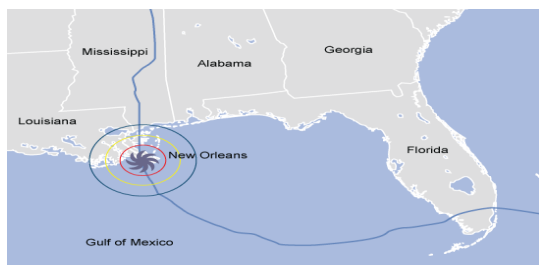 Georgia
Mississippi
Alabama
Louisiana
New Orleans
Florida
Gulf of Mexico